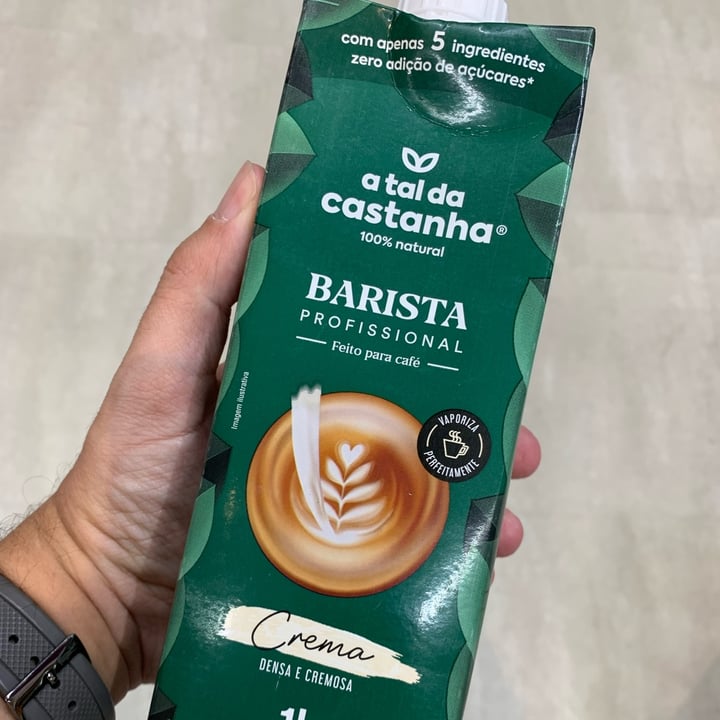 com apenas 5 ingredientes
zero adição de açúcares*
a tal da
castanha®
100% natural
BARISTA
PROFISSIONAL
Feito para café
Imagem ilustrativa
VAPORIZA
PERFEITAMENTE
Crema
DENSA E CREMOSA
1L